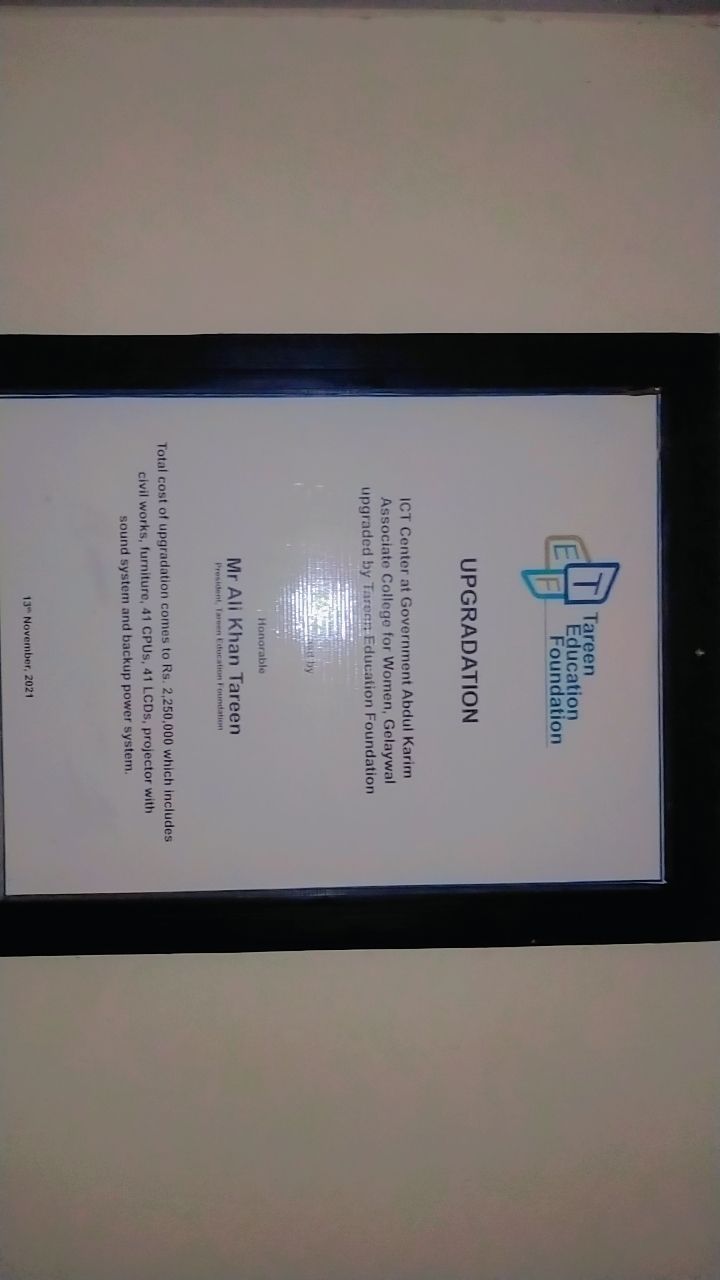 TEF
Tareen
Education
Foundation
UPGRADATION
ICT Center at Government Abdul Karim
Associate College for Women, Gelaywal
upgraded by Tareen Education Foundation
by
Honorable
Mr Ali Khan Tareen
President, Tareen Education Foundation
Total cost of upgradation comes to Rs. 2,250,000 which includes
civil works, furniture, 41 CPUs, 41 LCDs, projector with
sound system and backup power system.
13th November, 2021